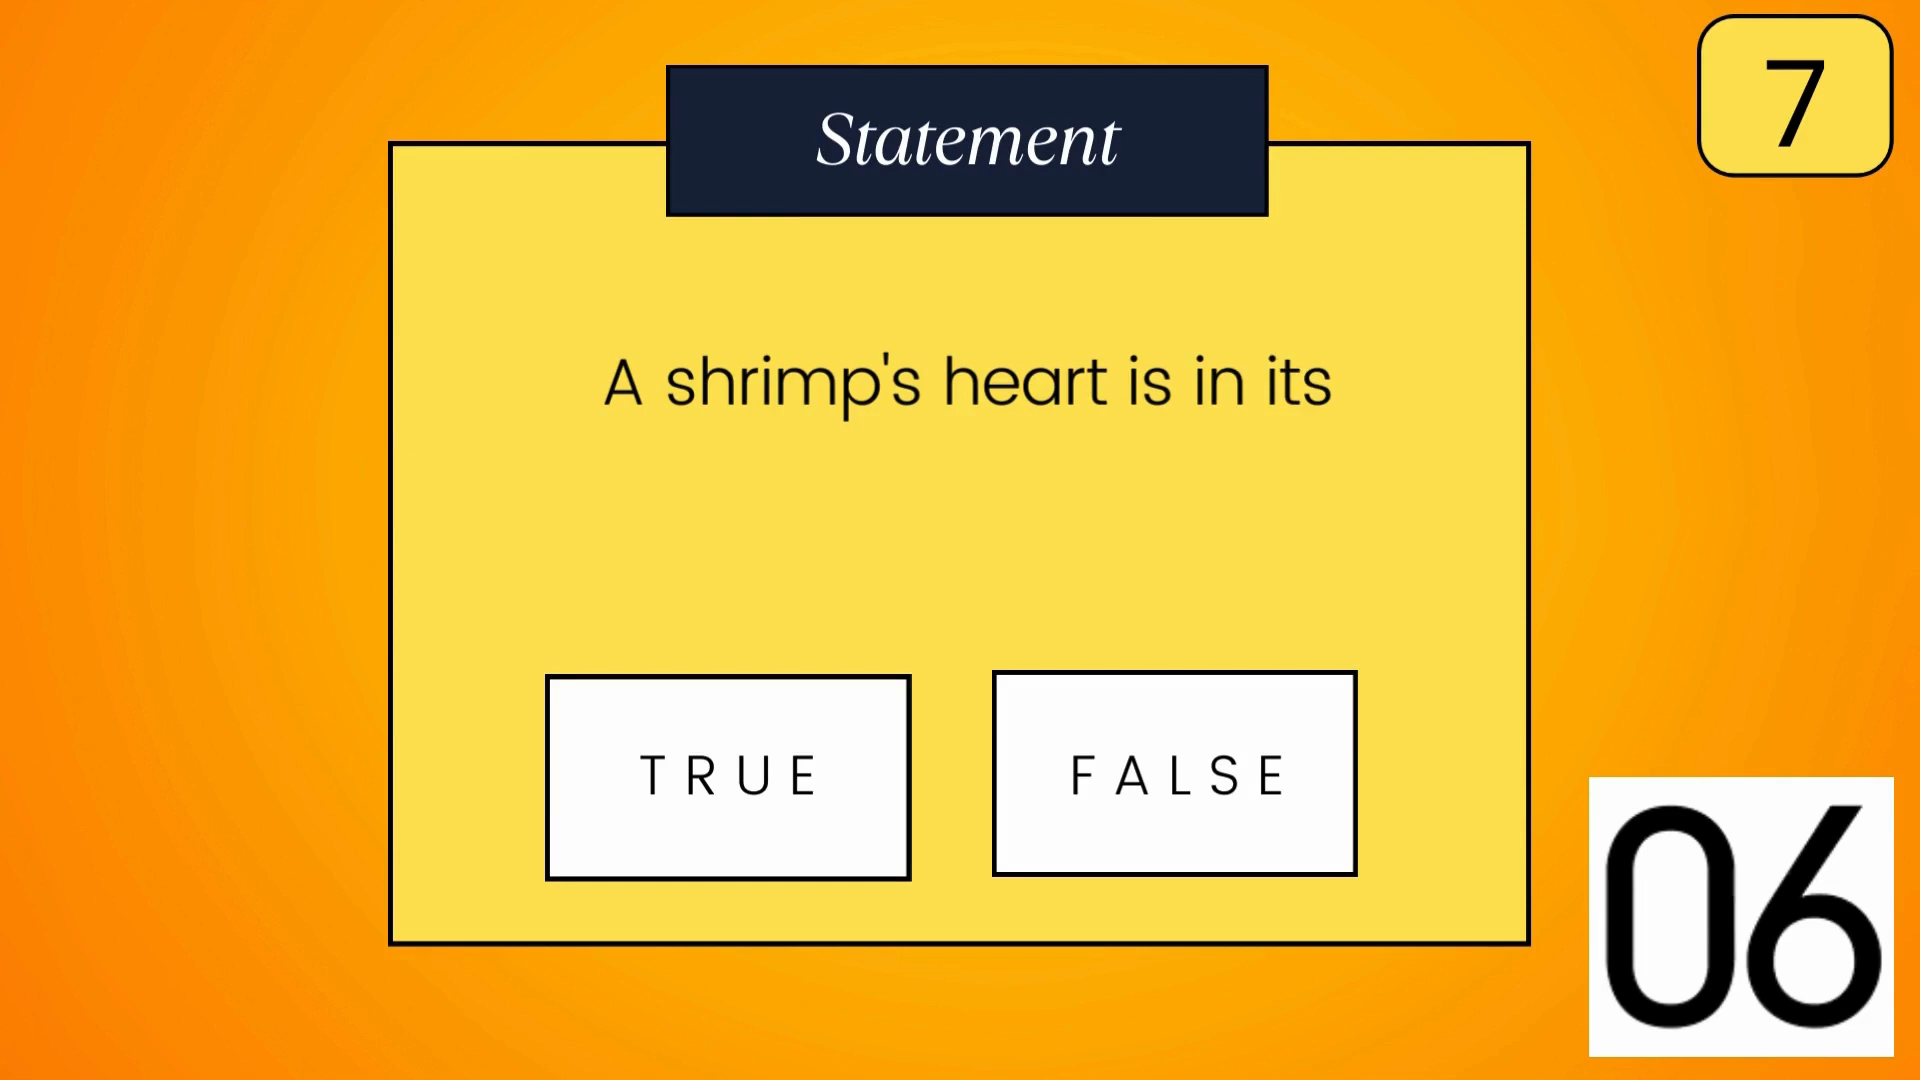 7
Statement
A shrimp's heart is in its
TRUE
FALSE
06